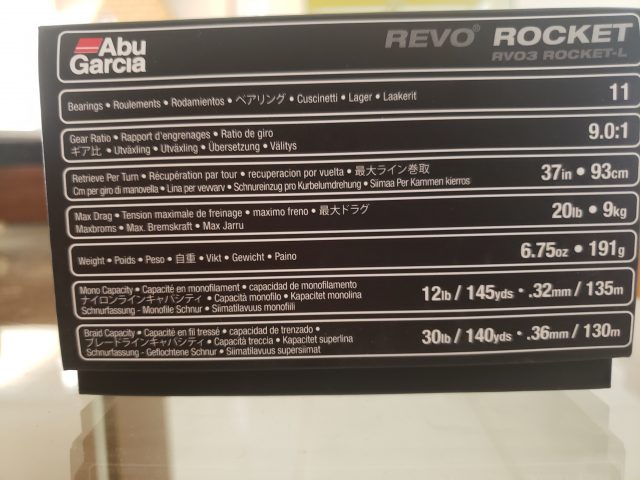 Abu
Garcia
REVO® ROCKET
RVO3 ROCKET-L
Bearings • Roulements • Rodamientos • ベアリング • Cuscinetti • Lager • Laakerit
11
Gear Ratio • Rapport d'engrenages • Ratio de giro
ギア比 • Utväxling • Utväxling • Übersetzung • Välitys
9.0:1
Retrieve Per Turn • Récupération par tour • recuperacion por vuelta • 最大ライン巻取
Cm per giro di manovella • Lina per vevvarv • Schnureinzug pro Kurbelumdrehung • Siimaa Per Kammen kierros
37in • 93cm
Max Drag • Tension maximale de freinage • maximo freno • 最大ドラグ
Maxbroms • Max. Bremskraft • Max Jarru
20lb • 9kg
Weight • Poids • Peso • 自重 • Vikt • Gewicht • Paino
6.75oz • 191g
Mono Capacity • Capacité en monofilament • capacidad de monofilamento
ナイロンラインキャパシティ • Capacità monofilo • Kapacitet monolina
Schnurfassung - Monofile Schnur • Siimatilavuus monofiili
12lb / 145yds • .32mm / 135m
Braid Capacity • Capacité en fil tressé • capacidad de trenzado •
ブレードラインキャパシティ • Capacità treccia • Kapasitet superlina
Schnurfassung - Geflochtene Schnur • Siimatilavuus supersiimat
30lb / 140yds • .36mm / 130m